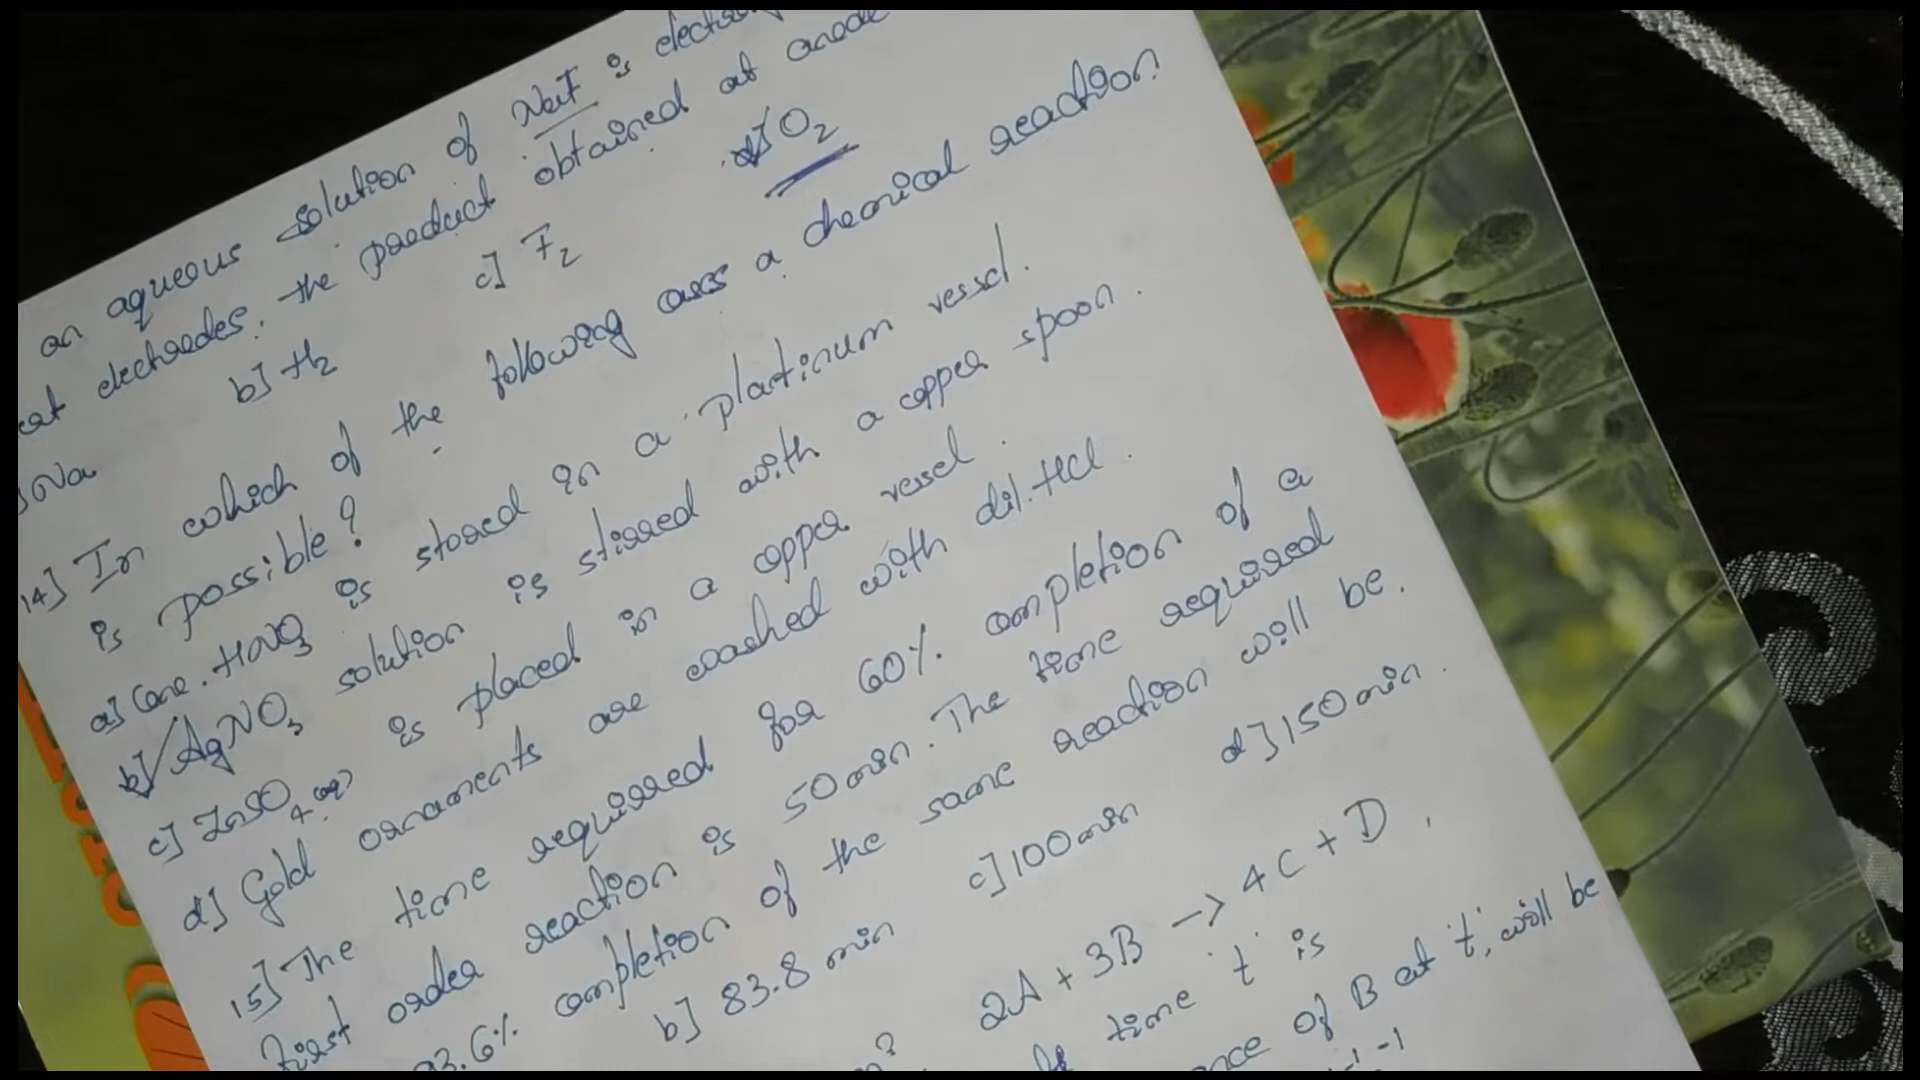 an aqueous solution of NaF is
at electrodes, the product obtained at anode
Na b] H2 c] F2 d] O2
14] In which of the following cases a chemical reaction
is possible?
a] Conc. HNO3 is stored in a platinum vessel.
b] AgNO3 solution is stirred with a copper spoon.
c] ZnSO4 (aq) is placed in a copper vessel.
d] Gold ornaments are washed with dil. HCl.
15] The time required for 60% completion of a
first order reaction is 50 min. The time required
completion of the same reaction will be.
b] 83.8 min c] 100 min d] 150 min.
2A + 3B → 4C + D,
time 't' is
of B at 't', will be